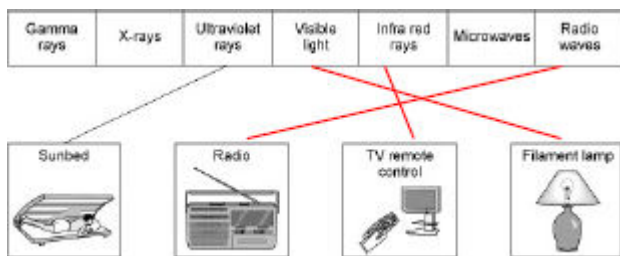 Gamma
rays
X-rays
Ultraviolet
rays
Visible
light
Infra red
rays
Microwaves
Radio
waves
Sunbed
Radio
TV remote
control
Filament lamp